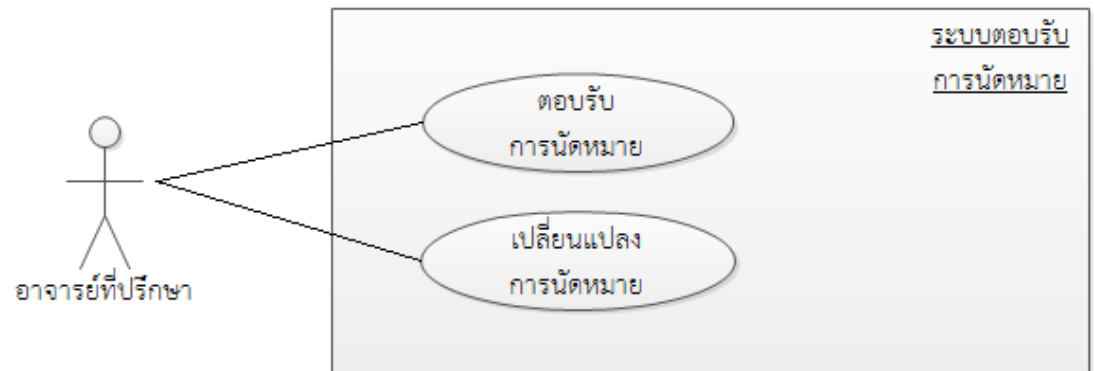 ระบบตอบรับ
การนัดหมาย
ตอบรับ
การนัดหมาย
เปลี่ยนแปลง
การนัดหมาย
อาจารย์ที่ปรึกษา